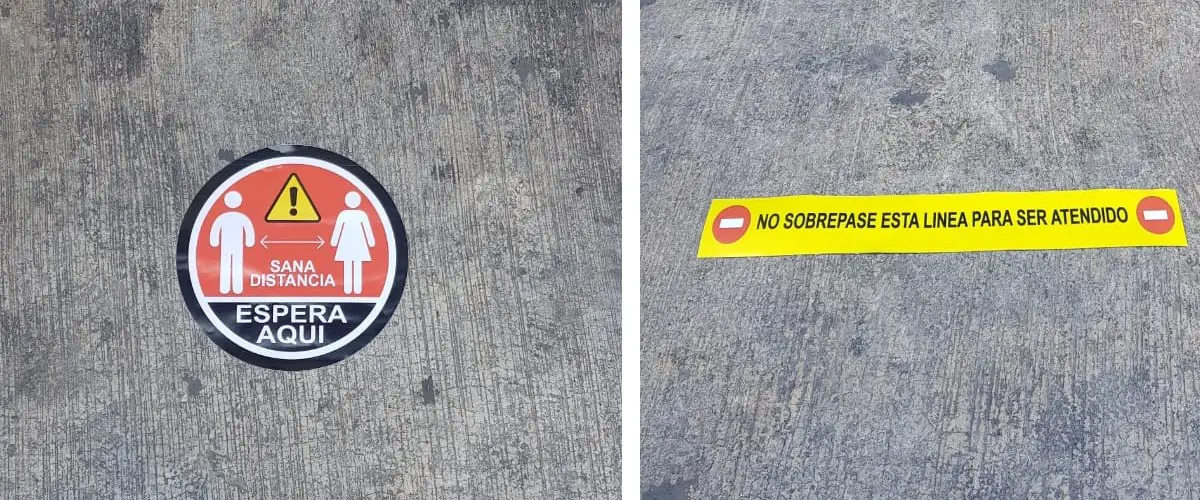 SANA
DISTANCIA
ESPERA
AQUI
NO SOBREPASE ESTA LINEA PARA SER ATENDIDO